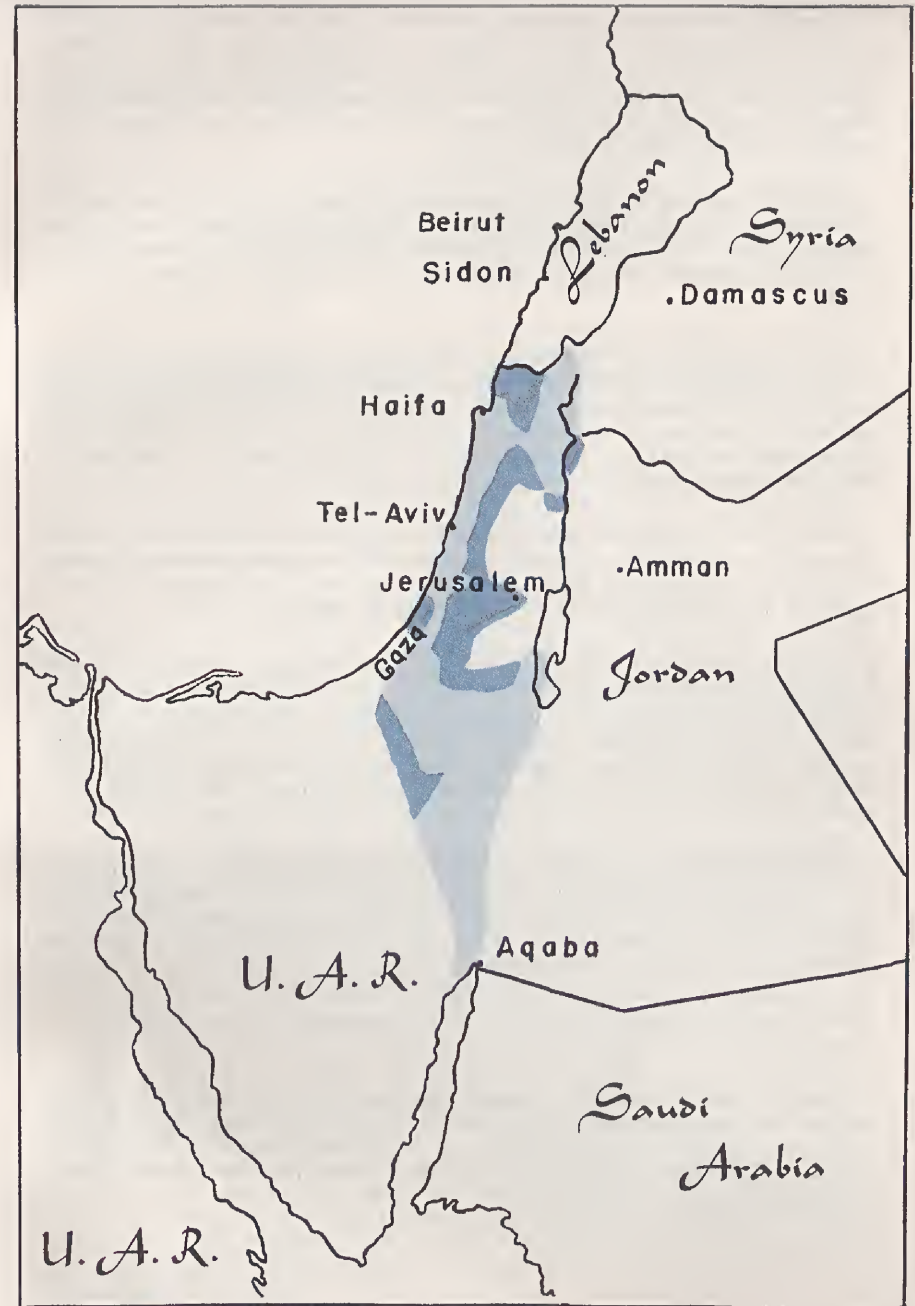 Beirut
Lebanon
Syria
Sidon
.Damascus
Haifa
Tel-Aviv
Jerusalem
.Amman
Gaza
Jordan
Aqaba
U. A. R.
Saudi
Arabia
U. A. R.